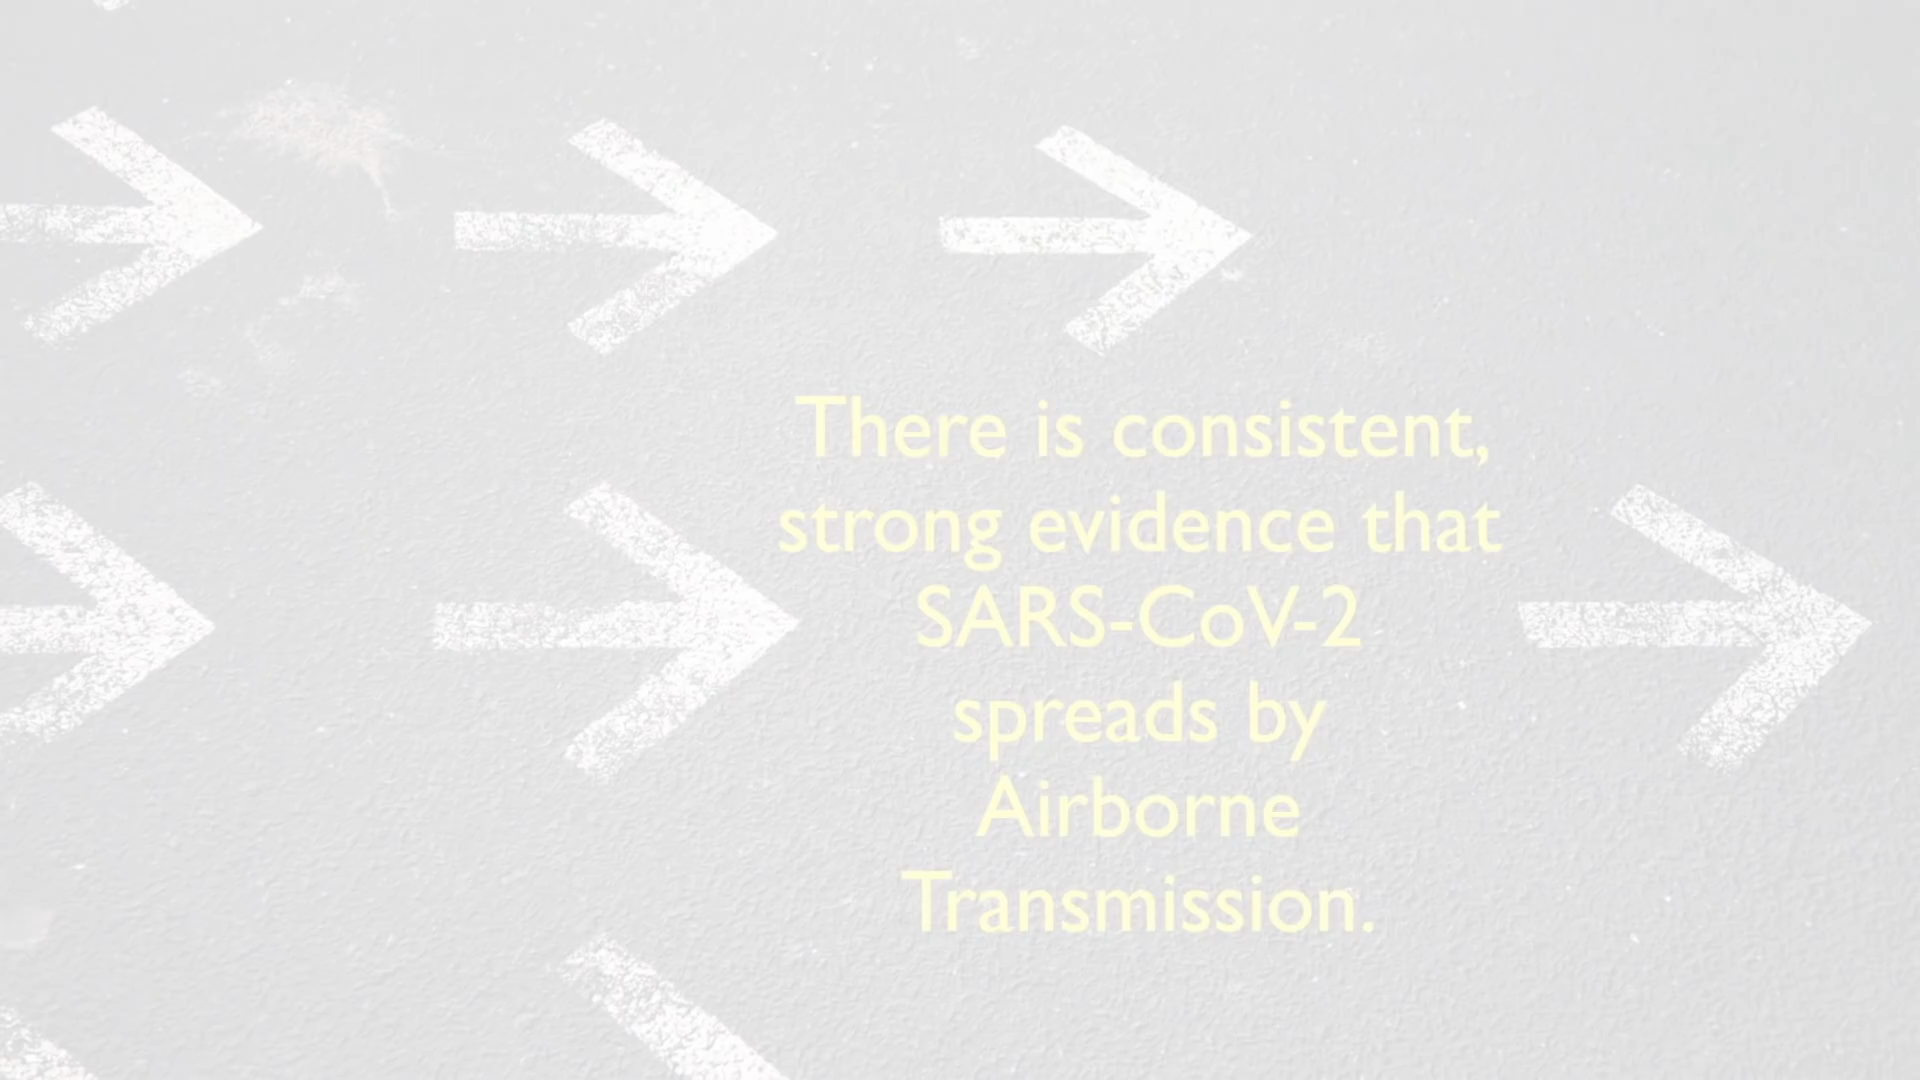 There is consistent,
strong evidence that
SARS-CoV-2
spreads by
Airborne
Transmission.